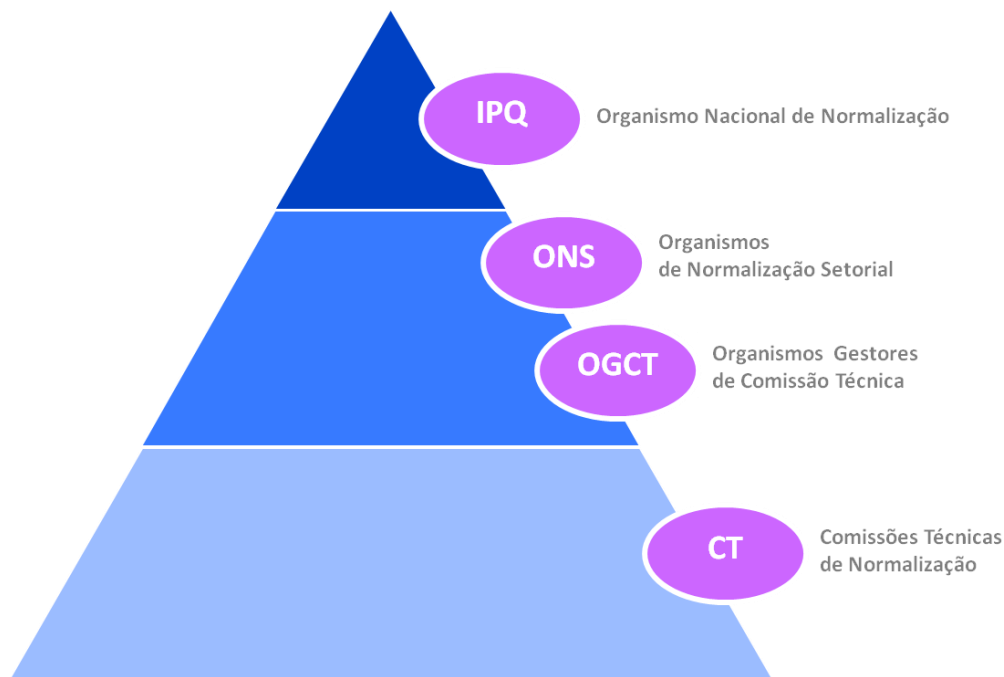 IPQ
Organismo Nacional de Normalização
ONS
Organismos
de Normalização Setorial
OGCT
Organismos Gestores
de Comissão Técnica
CT
Comissões Técnicas
de Normalização